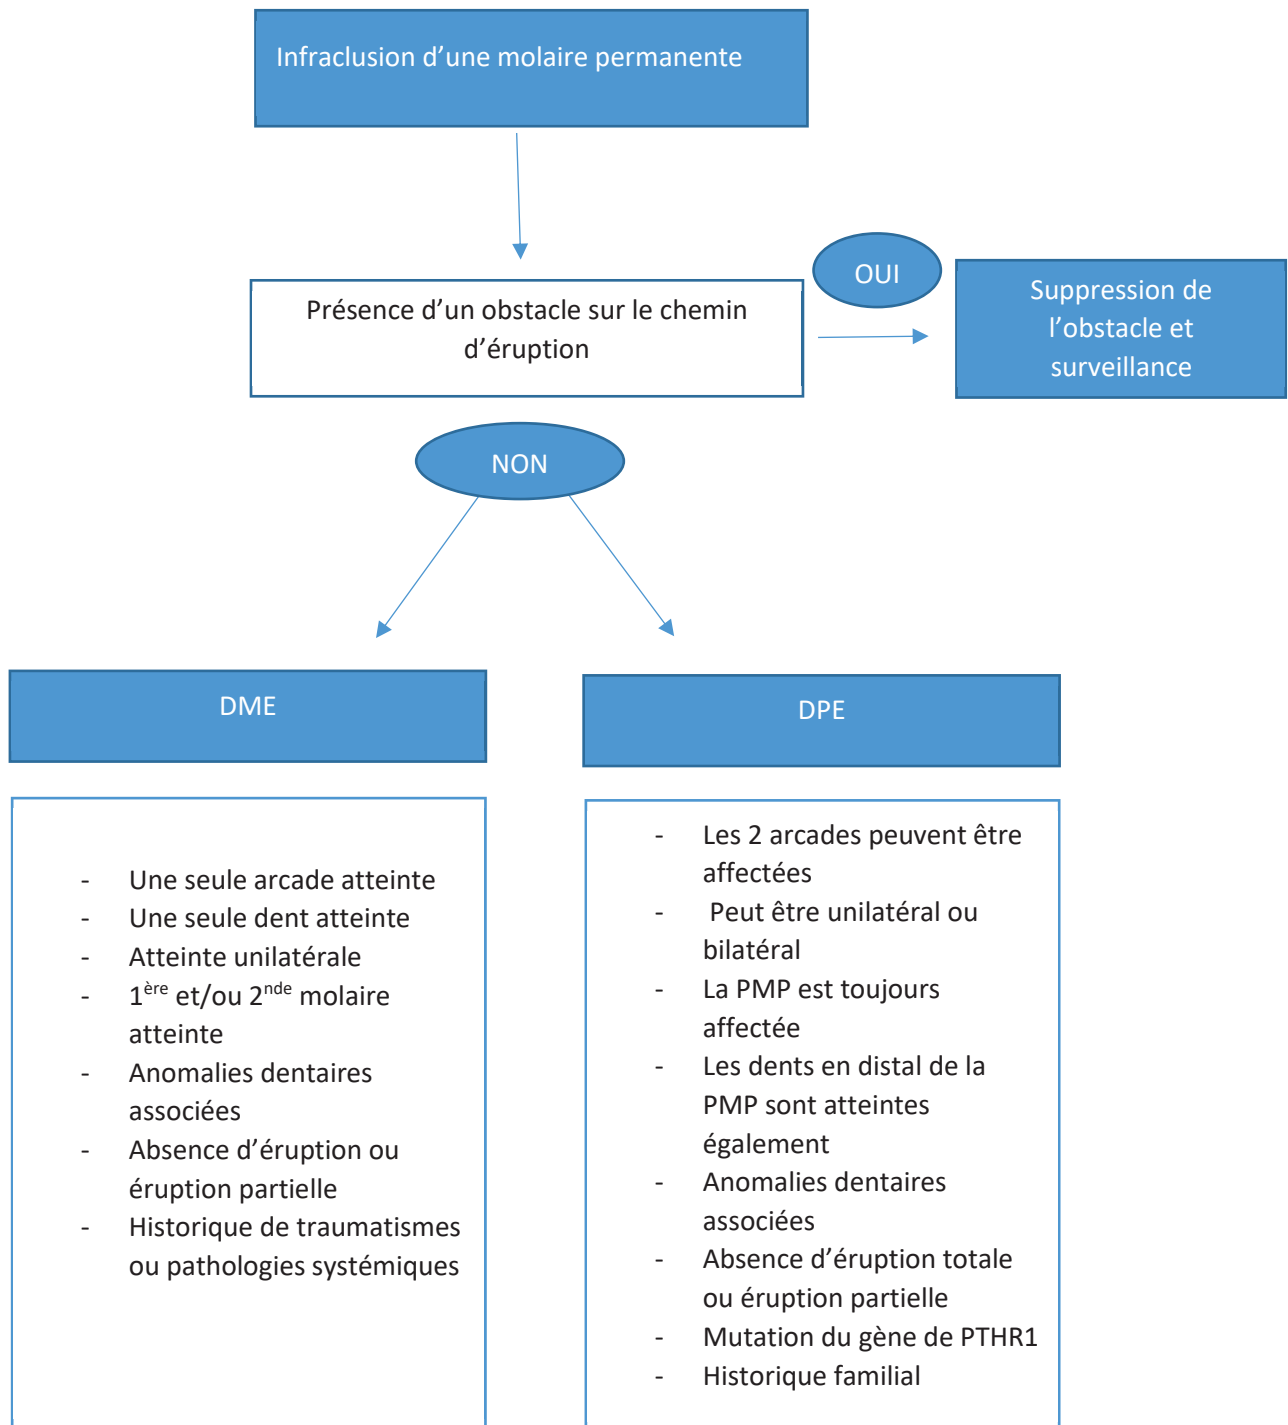 Infraclusion d’une molaire permanente
Présence d’un obstacle sur le chemin
d’éruption
OUI
Suppression de
l’obstacle et
surveillance
NON
DME
DPE
- Une seule arcade atteinte
- Une seule dent atteinte
- Atteinte unilatérale
- 1ère et/ou 2nde molaire
atteinte
- Anomalies dentaires
associées
- Absence d’éruption ou
éruption partielle
- Historique de traumatismes
ou pathologies systémiques
- Les 2 arcades peuvent être
affectées
- Peut être unilatéral ou
bilatéral
- La PMP est toujours
affectée
- Les dents en distal de la
PMP sont atteintes
également
- Anomalies dentaires
associées
- Absence d’éruption totale
ou éruption partielle
- Mutation du gène de PTHR1
- Historique familial